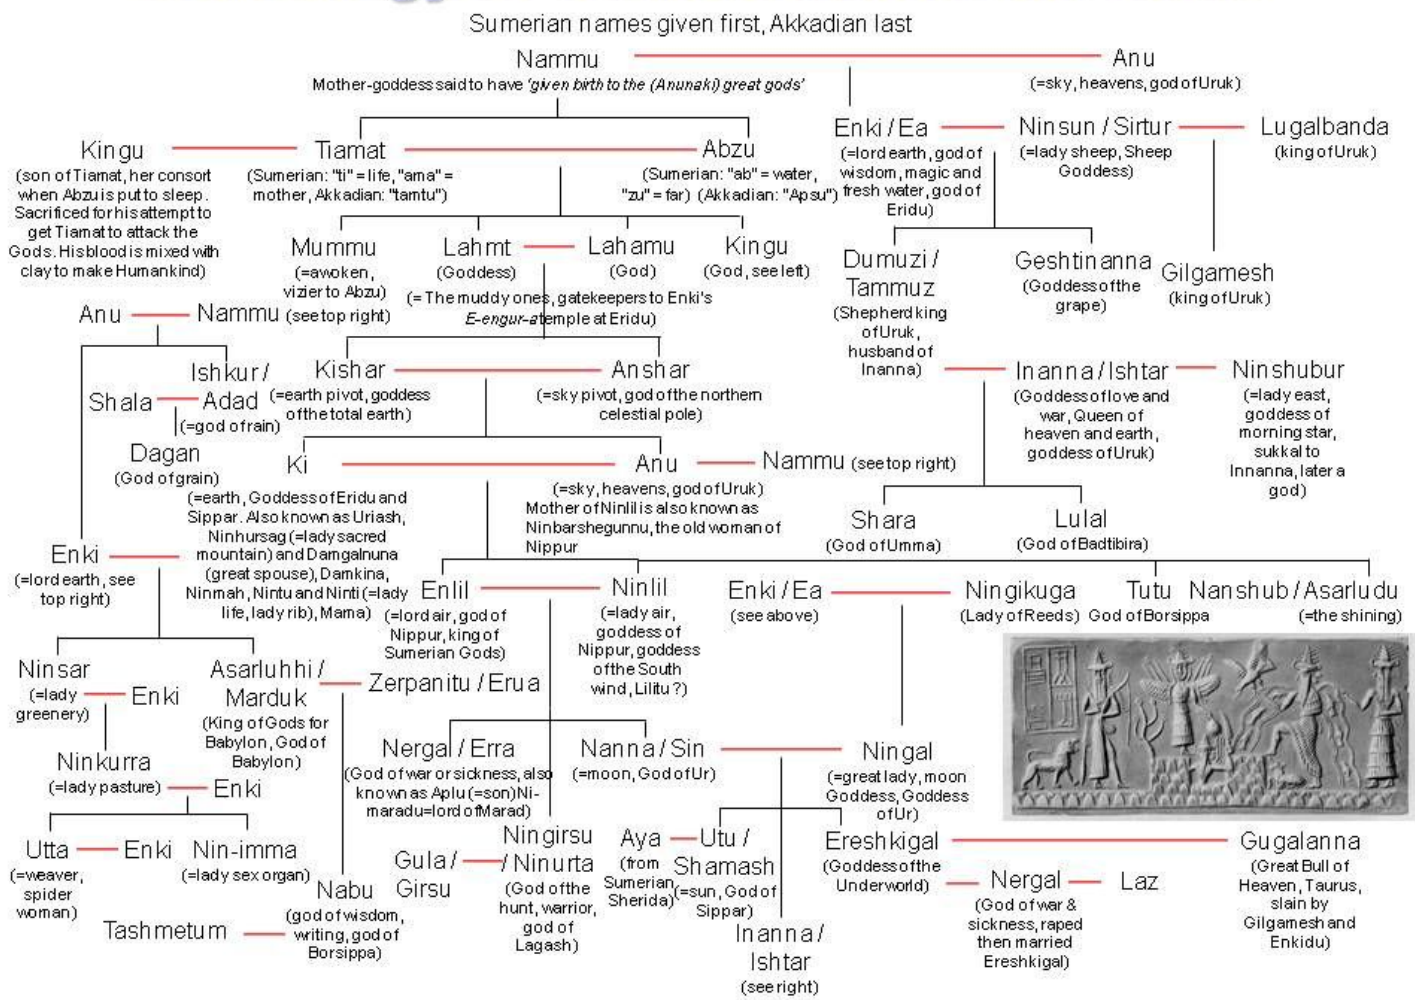 Sumerian names given first, Akkadian last
Nammu
Mother-goddess said to have 'given birth to the (Anunaki) great gods'
Anu
(=sky, heavens, god of Uruk)
Kingu
(son of Tiamat, her consort
when Abzu is put to sleep.
Sacrificed for his attempt to
get Tiamat to attack the
Gods. His blood is mixed with
clay to make Humankind)
Tiamat
(Sumerian: "ti" = life, "ama" =
mother, Akkadian: "tamtu")
Abzu
(Sumerian: "ab" = water,
"zu" = far) (Akkadian: "Apsu")
Enki / Ea
(=lord earth, god of
wisdom, magic and
fresh water, god of
Eridu)
Ninsun / Sirtur
(=lady sheep, Sheep
Goddess)
Lugalbanda
(king of Uruk)
Mummu
(=awoken,
vizier to Abzu)
Lahmt
(Goddess)
Lahamu
(God)
Kingu
(God, see left)
(= The muddy ones, gatekeepers to Enki's
E-engur-a temple at Eridu)
Dumuzi /
Tammuz
(Shepherd king
of Uruk,
husband of
Inanna)
Geshtinanna
(Goddess of the
grape)
Gilgamesh
(king of Uruk)
Anu
Nammu (see top right)
Ishkur /
Adad
(=god of rain)
Shala
Dagan
(God of grain)
Kishar
(=earth pivot, goddess
of the total earth)
Anshar
(=sky pivot, god of the northern
celestial pole)
Inanna / Ishtar
(Goddess of love and
war, Queen of
heaven and earth,
goddess of Uruk)
Ninshubur
(=lady east,
goddess of
morning star,
sukkal to
Innanna, later a
god)
Ki
(=earth, Goddess of Eridu and
Sippar. Also known as Uriash,
Ninhursag (=lady sacred
mountain) and Damgalnuna
(great spouse), Damkina,
Ninmah, Nintu and Ninti (=lady
life, lady rib), Mama)
Anu
(=sky, heavens, god of Uruk)
Mother of Ninlil is also known as
Ninbarshegunnu, the old woman of
Nippur
Nammu (see top right)
Shara
(God of Umma)
Lulal
(God of Badtibira)
Enki
(=lord earth, see
top right)
Enlil
(=lord air, god of
Nippur, king of
Sumerian Gods)
Ninlil
(=lady air,
goddess of
Nippur, goddess
of the South
wind, Lilitu ?)
Enki / Ea
(see above)
Ningikuga
(Lady of Reeds)
Tutu
God of Borsippa
Nanshub / Asarludu
(=the shining)
Ninsar
(=lady
greenery)
Enki
Asarluhhi /
Marduk
(King of Gods for
Babylon, God of
Babylon)
Zerpanitu / Erua
Ninkurra
(=lady pasture)
Enki
Nergal / Erra
(God of war or sickness, also
known as Aplu (=son) Ni-
maradu=lord of Marad)
Nanna / Sin
(=moon, God of Ur)
Ningal
(=great lady, moon
Goddess, Goddess
of Ur)
Utta
(=weaver,
spider
woman)
Enki
Nin-imma
(=lady sex organ)
Nabu
(god of wisdom,
writing, god of
Borsippa)
Tashmetum
Gula /
Girsu
Ningirsu
/ Ninurta
(God of the
hunt, warrior,
god of
Lagash)
Aya
(from
Sumerian
Sherida)
Utu /
Shamash
(=sun, God of
Sippar)
Ereshkigal
(Goddess of the
Underworld)
Gugalanna
(Great Bull of
Heaven, Taurus,
slain by
Gilgamesh and
Enkidu)
Nergal
(God of war &
sickness, raped
then married
Ereshkigal)
Laz
Inanna /
Ishtar
(see right)